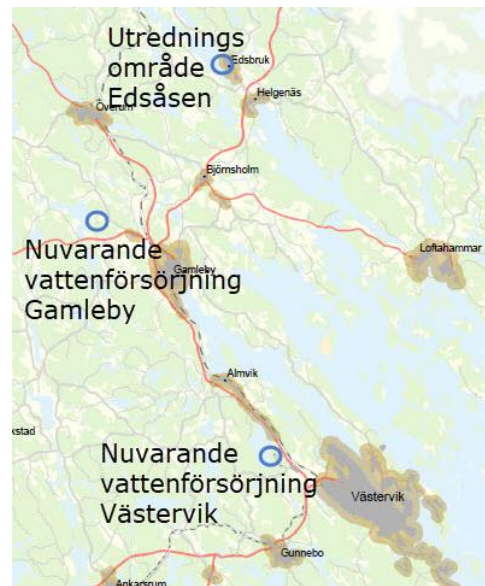 Utrednings
område
Edsåsen
Edsbruk
Helgenäs
Överum
Björnsholm
Loftahammar
Nuvarande
vattenförsörjning
Gamleby
Gamleby
Almvik
kstad
Nuvarande
vattenförsörjning
Västervik
Västervik
Gunnebo
Ankarsrum